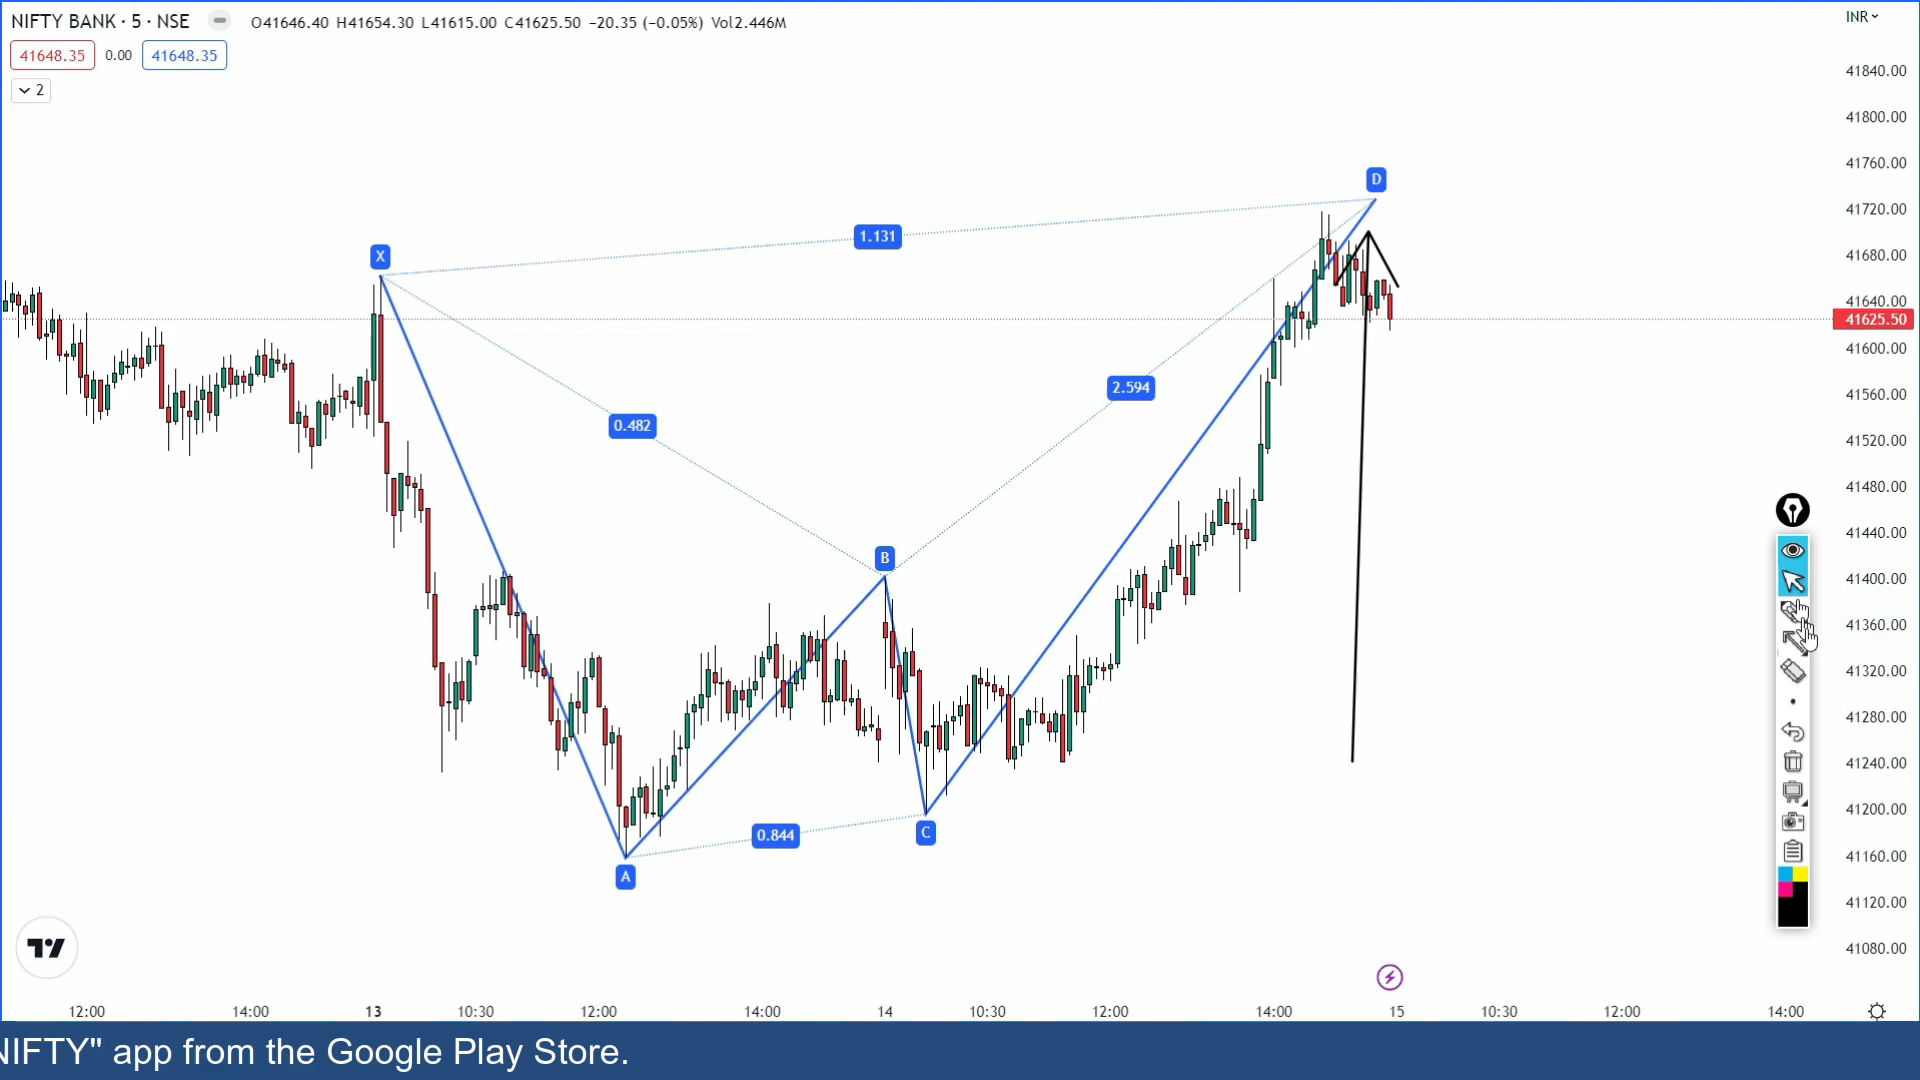 NIFTY BANK · 5 · NSE O41646.40 H41654.30 L41615.00 C41625.50 −20.35 (−0.05%) Vol2.446M
INR
41648.35 0.00 41648.35
2
41840.00
41800.00
41760.00
41720.00
41680.00
41640.00
41625.50
41600.00
41560.00
41520.00
41480.00
41440.00
41400.00
41360.00
41320.00
41280.00
41240.00
41200.00
41160.00
41120.00
41080.00
D
1.131
X
2.594
0.482
B
0.844
C
A
12:00 14:00 13 10:30 12:00 14:00 14 10:30 12:00 14:00 15 10:30 12:00 14:00
NIFTY" app from the Google Play Store.